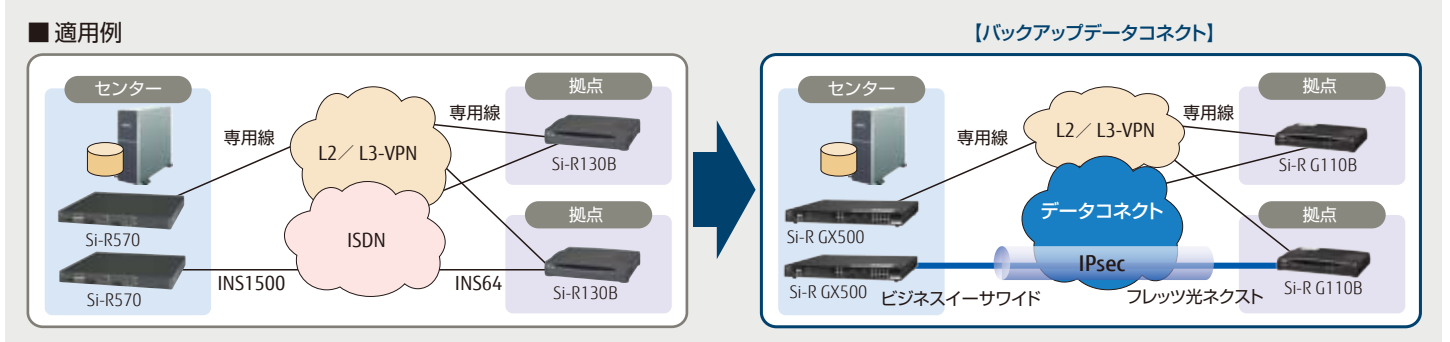 ■ 適用例
センター
専用線
L2／L3-VPN
専用線
拠点
Si-R130B
Si-R570
ISDN
拠点
Si-R570
INS1500
INS64
Si-R130B
【バックアップデータコネクト】
センター
専用線
L2／L3-VPN
専用線
拠点
Si-R G110B
データコネクト
Si-R GX500
拠点
IPsec
Si-R GX500
ビジネスイーサワイド
フレッツ光ネクスト
Si-R G110B